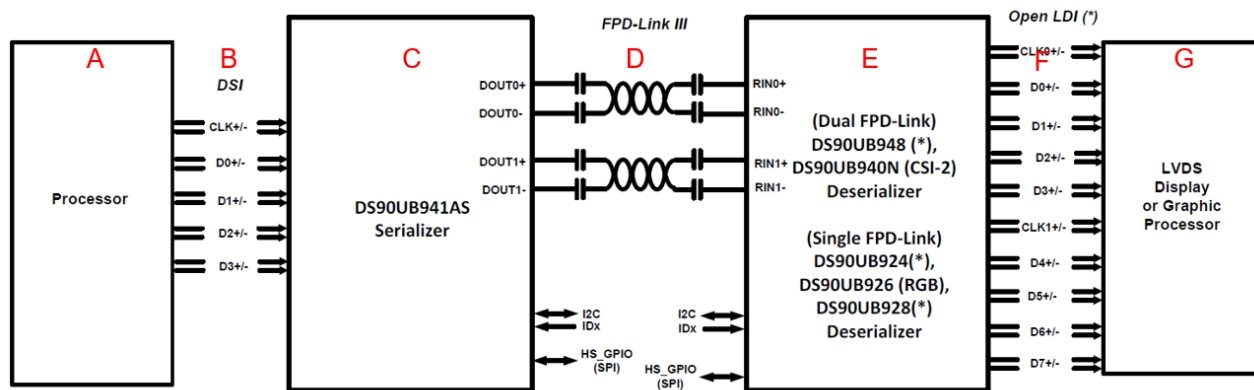 A
Processor
B
DSI
CLK+/-
D0+/-
D1+/-
D2+/-
D3+/-
C
DS90UB941AS
Serializer
DOUT0+
DOUT0-
DOUT1+
DOUT1-
I2C
IDx
HS_GPIO
(SPI)
FPD-Link III
D
RIN0+
RIN0-
RIN1+
RIN1-
I2C
IDx
HS_GPIO
(SPI)
E
(Dual FPD-Link)
DS90UB948 (*),
DS90UB940N (CSI-2)
Deserializer
(Single FPD-Link)
DS90UB924(*),
DS90UB926 (RGB),
DS90UB928(*)
Deserializer
Open LDI (*)
CLK0+/-
F
D0+/-
D1+/-
D2+/-
D3+/-
CLK1+/-
D4+/-
D5+/-
D6+/-
D7+/-
G
LVDS
Display
or Graphic
Processor